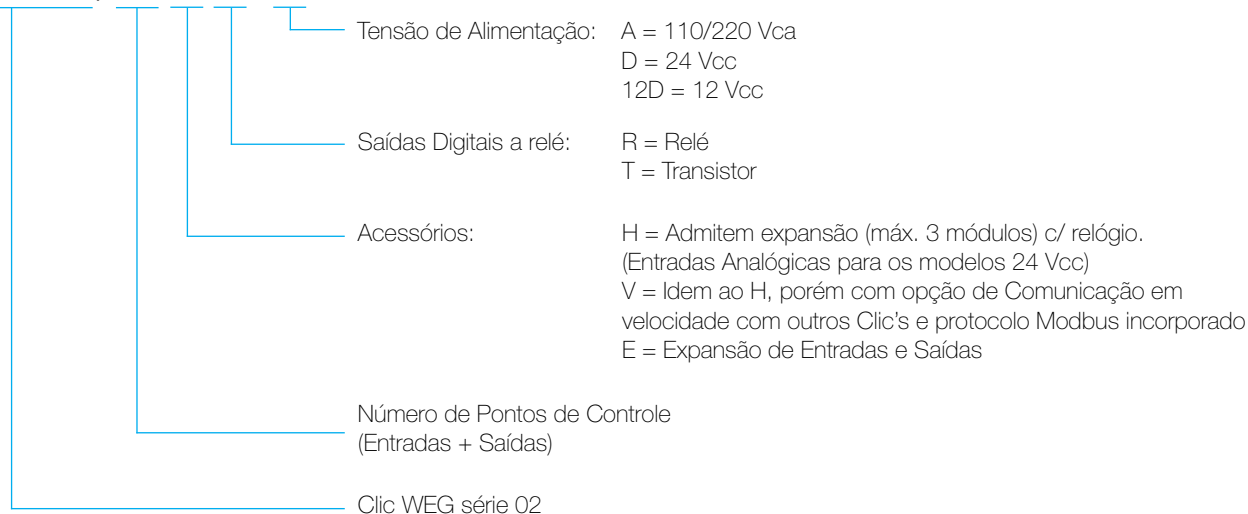 Tensão de Alimentação: A = 110/220 Vca
D = 24 Vcc
12D = 12 Vcc
Saídas Digitais a relé: R = Relé
T = Transistor
Acessórios: H = Admitem expansão (máx. 3 módulos) c/ relógio.
(Entradas Analógicas para os modelos 24 Vcc)
V = Idem ao H, porém com opção de Comunicação em
velocidade com outros Clic's e protocolo Modbus incorporado
E = Expansão de Entradas e Saídas
Número de Pontos de Controle
(Entradas + Saídas)
Clic WEG série 02